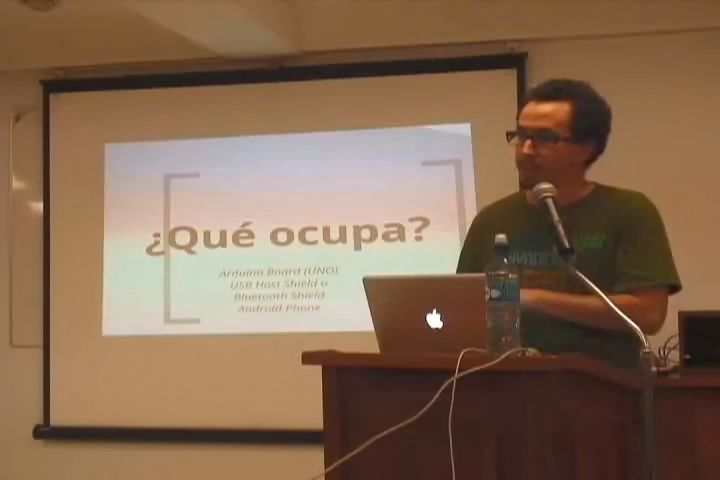 ¿Qué ocupa?
Arduino Board (UNO)
USB Host Shield o
Bluetooth Shield
Android Phone